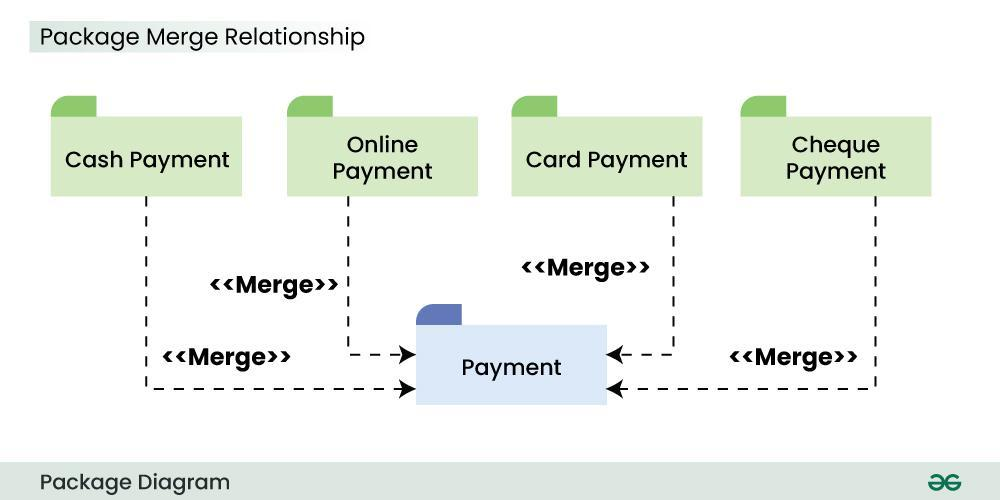 Package Merge Relationship
Cash Payment
Online
Payment
Card Payment
Cheque
Payment
<<Merge>>
<<Merge>>
<<Merge>>
<<Merge>>
Payment
Package Diagram